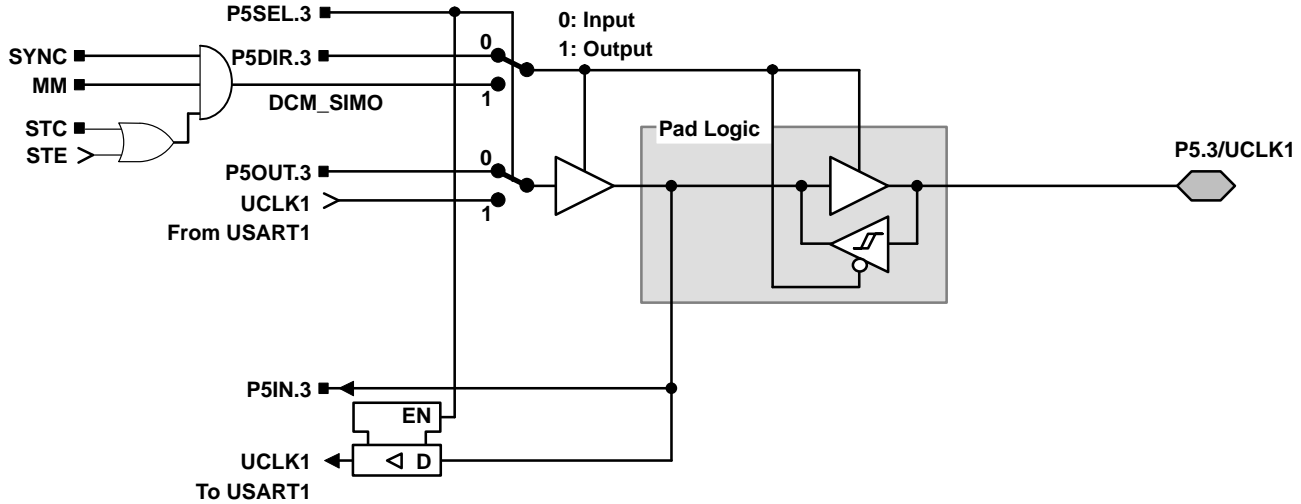 P5SEL.3
0: Input
1: Output
SYNC
P5DIR.3
0
MM
1
DCM_SIMO
STC
STE
Pad Logic
P5OUT.3
0
P5.3/UCLK1
UCLK1
1
From USART1
P5IN.3
EN
UCLK1
D
To USART1